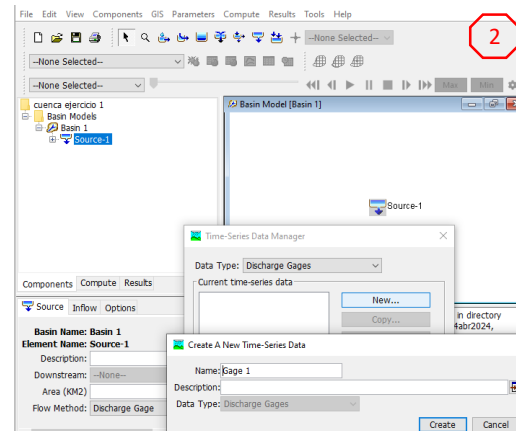 File Edit View Components GIS Parameters Compute Results Tools Help
2
--None Selected--
--None Selected--
--None Selected--
Max Min
cuenca ejercicio 1
Basin Models
Basin 1
Source-1
Basin Model [Basin 1]
Source-1
Components Compute Results
Time-Series Data Manager
Data Type: Discharge Gages
Current time-series data
New...
Copy...
in directory
4abr2024,
Source Inflow Options
Basin Name: Basin 1
Element Name: Source-1
Description:
Downstream: --None--
Area (KM2)
Flow Method: Discharge Gage
Create A New Time-Series Data
Name: Gage 1
Description:
Data Type: Discharge Gages
Create Cancel